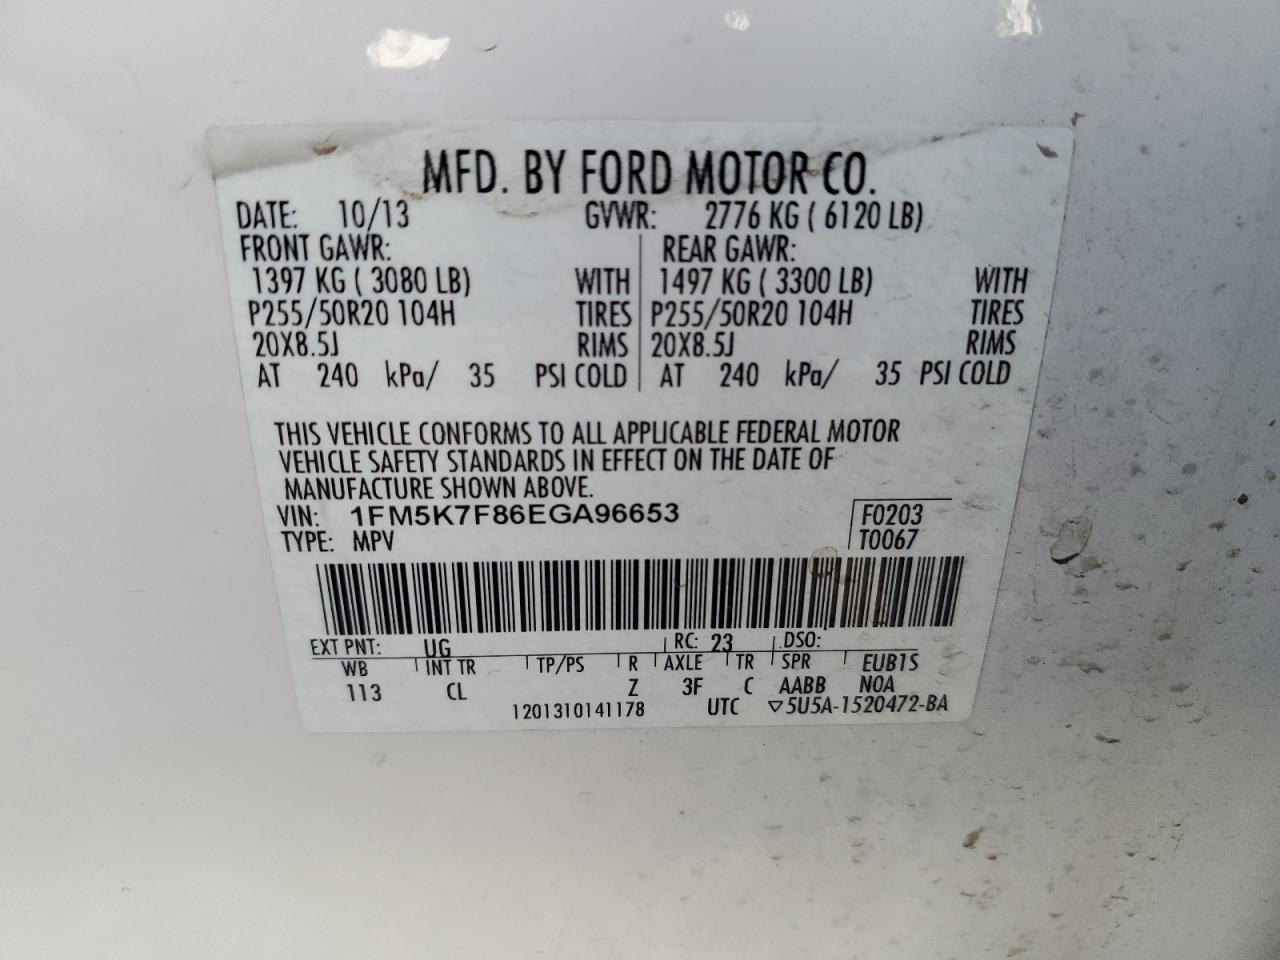 MFD. BY FORD MOTOR CO.
DATE: 10/13 GVWR: 2776 KG ( 6120 LB)
FRONT GAWR: REAR GAWR:
1397 KG ( 3080 LB) WITH 1497 KG ( 3300 LB) WITH
P255/50R20 104H TIRES P255/50R20 104H TIRES
20X8.5J RIMS 20X8.5J RIMS
AT 240 kPa/ 35 PSI COLD AT 240 kPa/ 35 PSI COLD
THIS VEHICLE CONFORMS TO ALL APPLICABLE FEDERAL MOTOR
VEHICLE SAFETY STANDARDS IN EFFECT ON THE DATE OF
MANUFACTURE SHOWN ABOVE.
VIN: 1FM5K7F86EGA96653 F0203
TYPE: MPV T0067
EXT PNT: UG RC: 23 DSO:
WB INT TR TP/PS R AXLE TR SPR EUB1S
113 CL Z 3F C AABB NOA
1201310141178 UTC ▽5U5A-1520472-BA